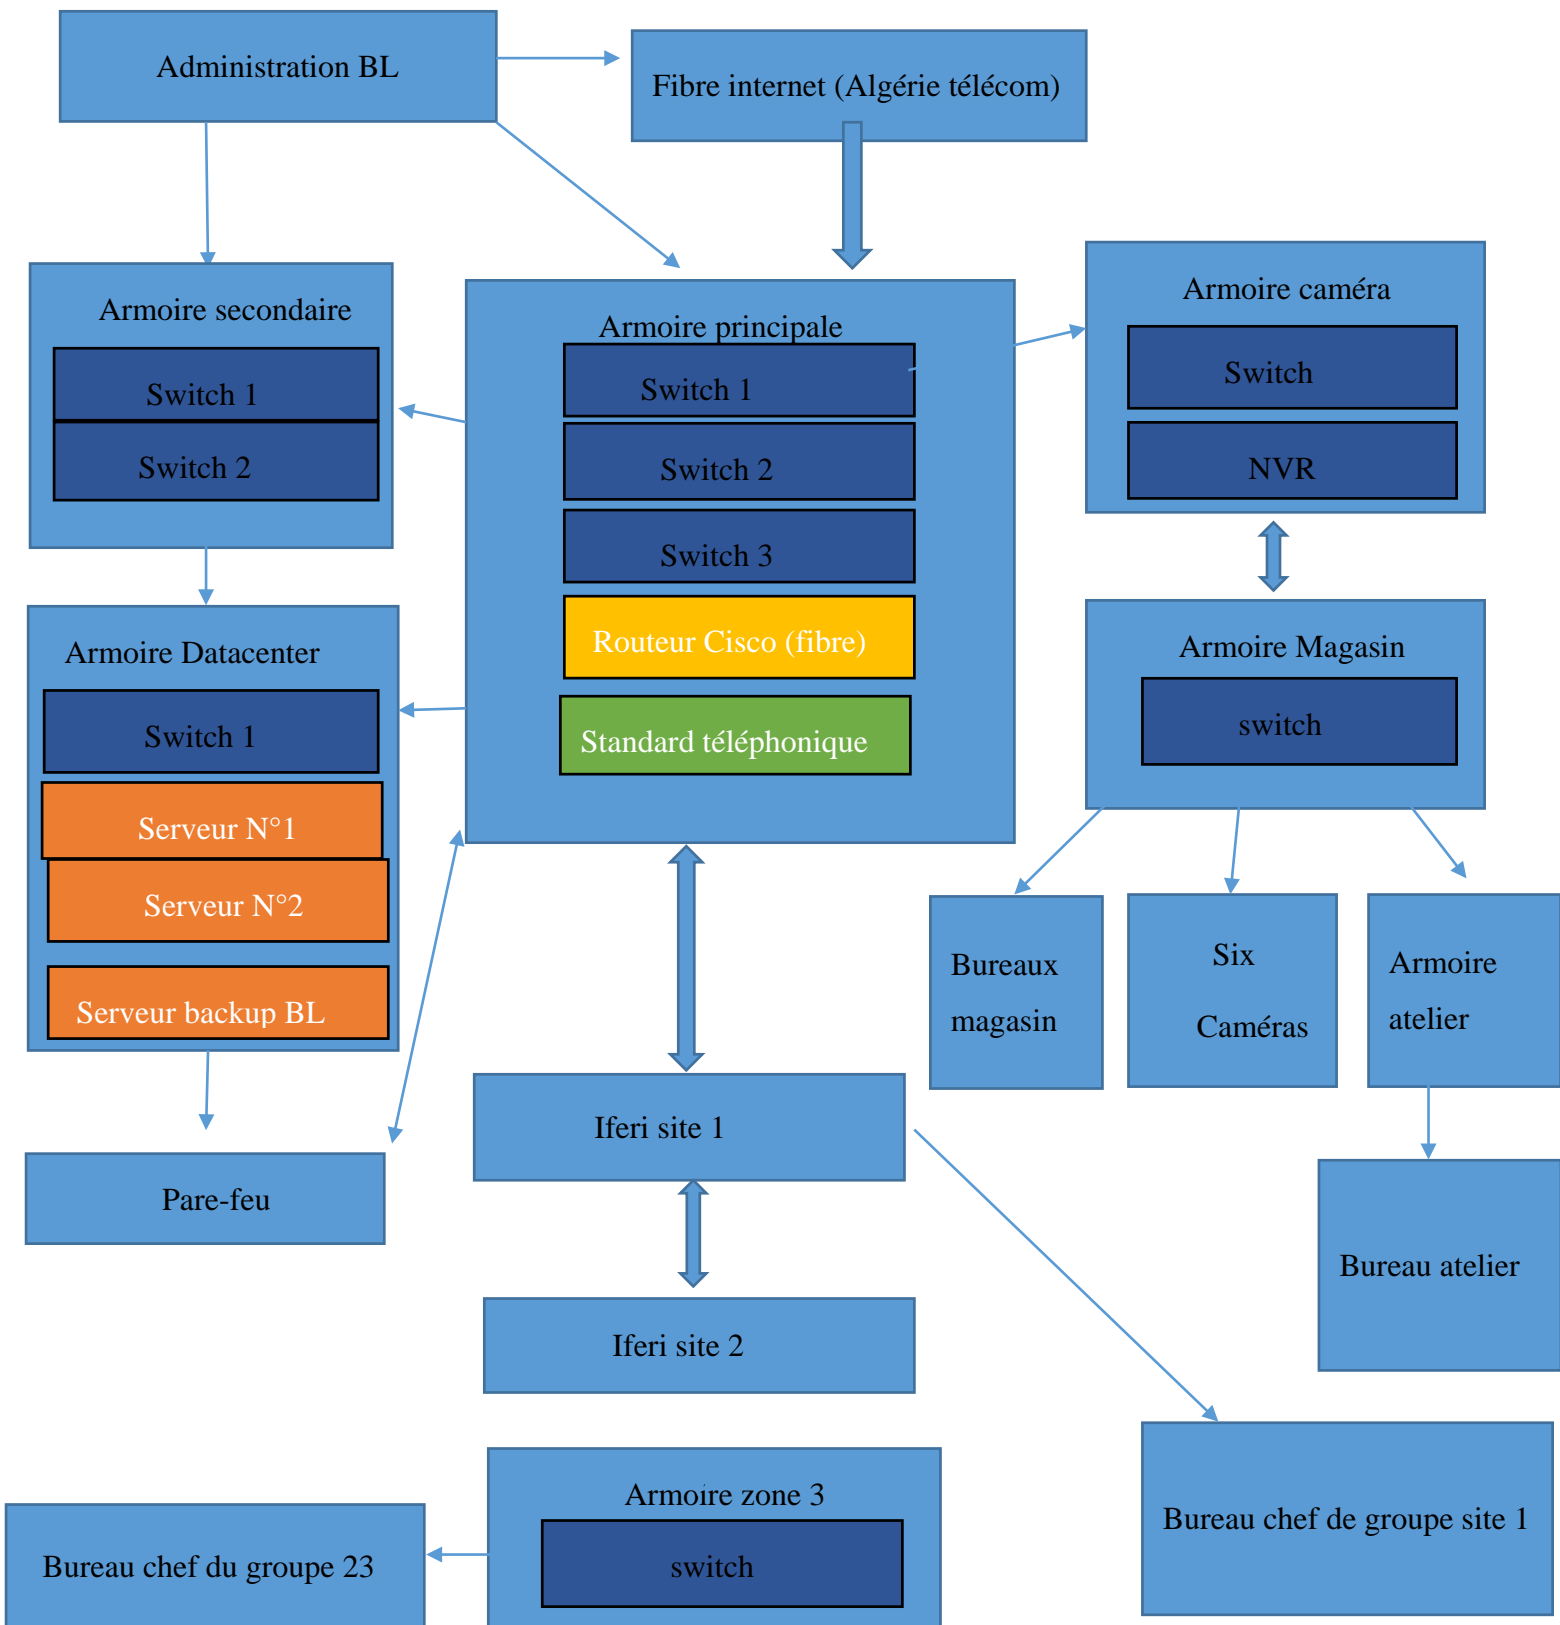 Administration BL
Fibre internet (Algérie télécom)
Armoire secondaire
Switch 1
Switch 2
Armoire principale
Switch 1
Switch 2
Switch 3
Routeur Cisco (fibre)
Standard téléphonique
Armoire caméra
Switch
NVR
Armoire Datacenter
Switch 1
Serveur N°1
Serveur N°2
Serveur backup BL
Armoire Magasin
switch
Bureaux
magasin
Six
Caméras
Armoire
atelier
Pare-feu
Iferi site 1
Bureau atelier
Iferi site 2
Armoire zone 3
switch
Bureau chef du groupe 23
Bureau chef de groupe site 1